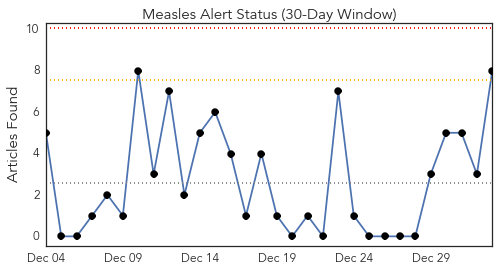 Measles Alert Status (30-Day Window)
Articles Found
10
8
6
4
2
0
Dec 04 Dec 09 Dec 14 Dec 19 Dec 24 Dec 29